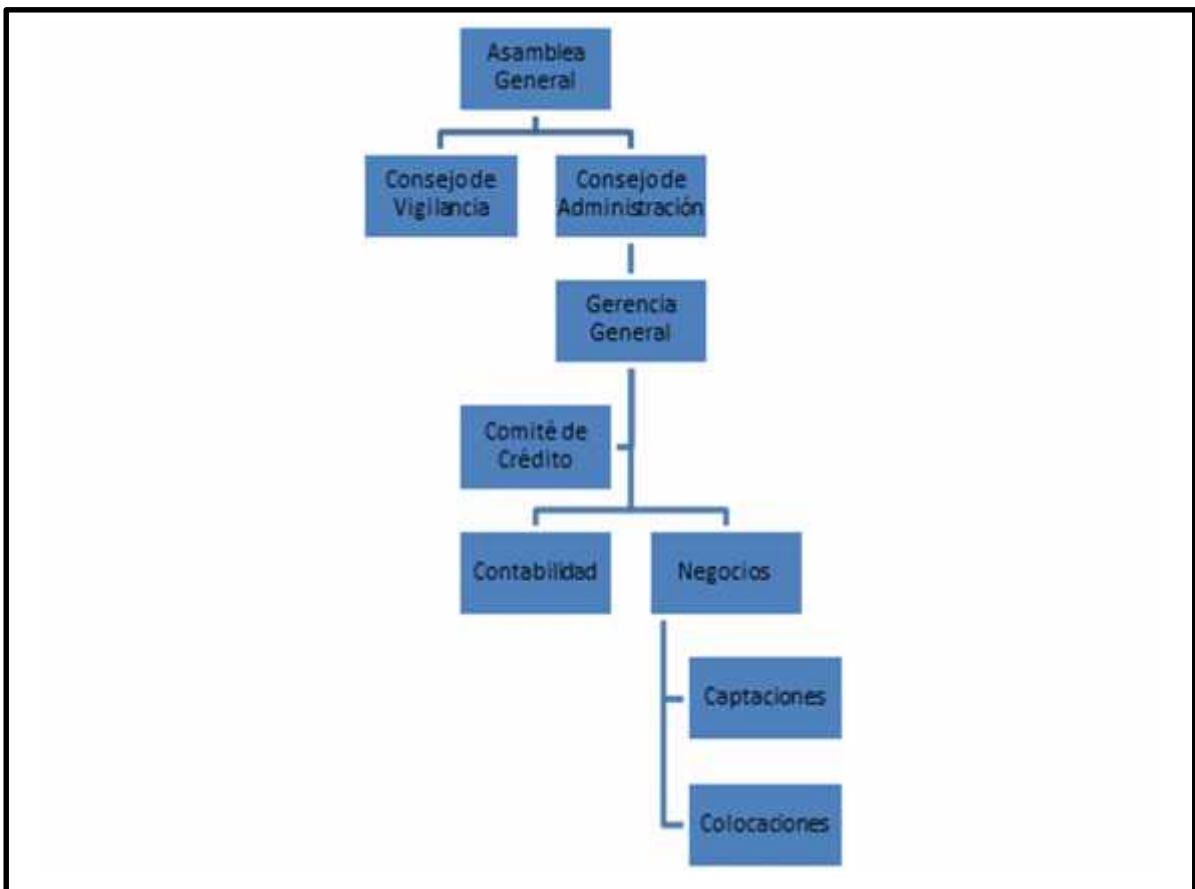 Asamblea
General
Consejo de
Vigilancia
Consejo de
Administración
Gerencia
General
Comité de
Crédito
Contabilidad
Negocios
Captaciones
Colocaciones